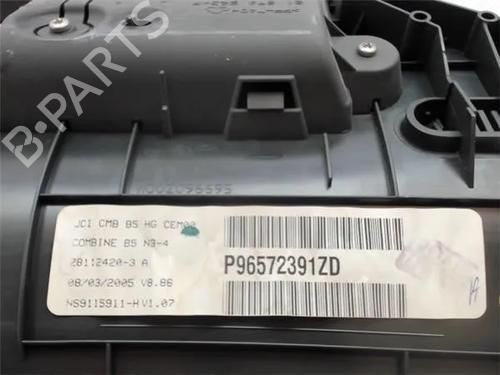 B-PARTS
W002096595
JCI CMB B5 HG CEM00
COMBINE B5 N3-4
28112420-3 A
08/03/2005 V8.86
NS9115911-H V1.07
P96572391ZD